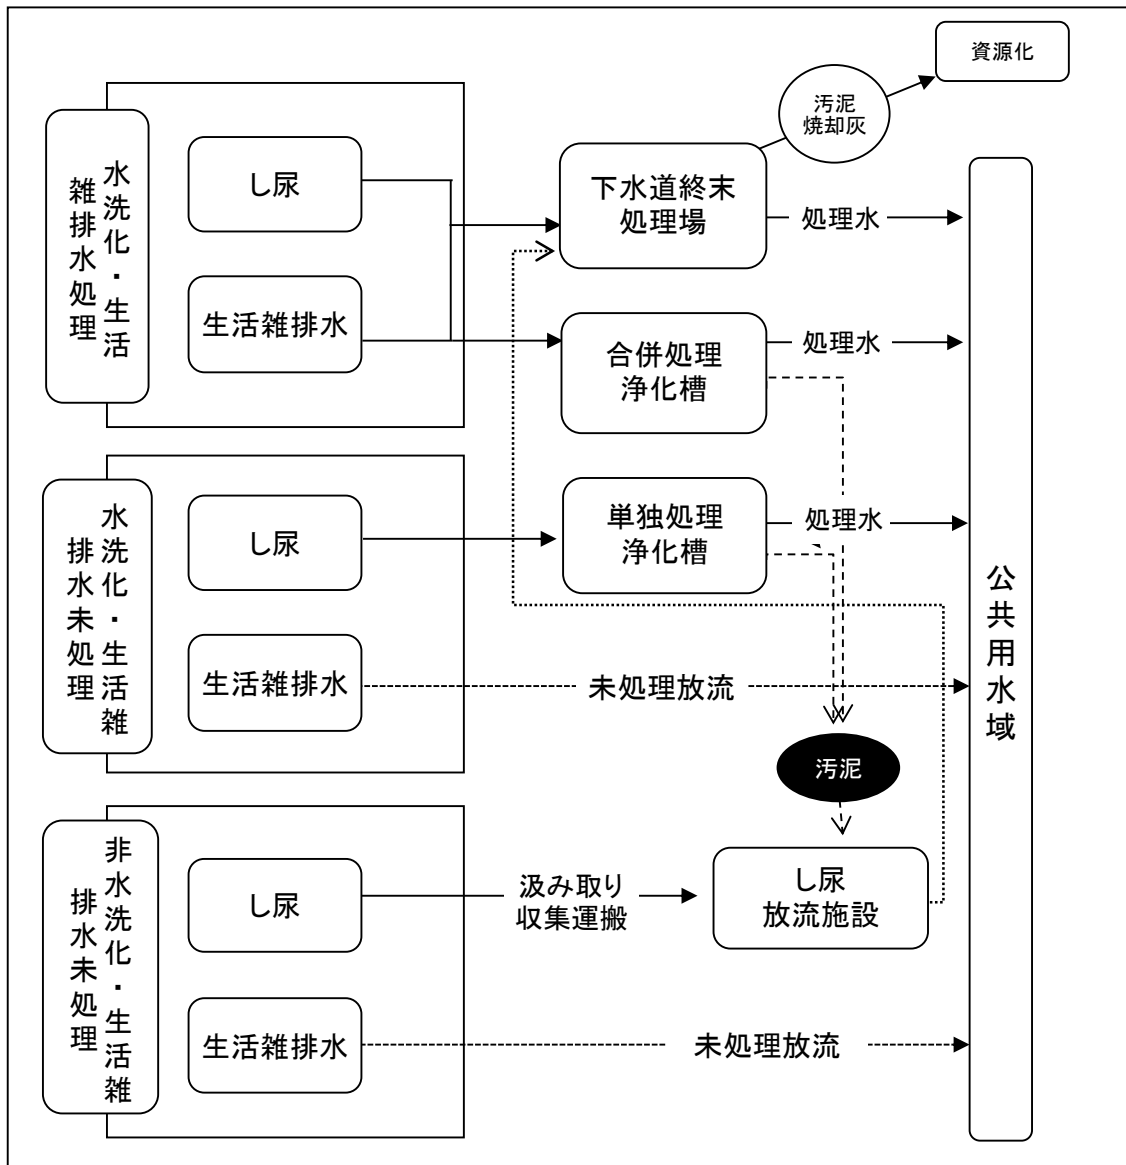 資源化
汚泥
焼却灰
水洗化・生活
雑排水処理
し尿
生活雑排水
下水道終末
処理場
処理水
合併処理
浄化槽
処理水
水洗化・生活雑
排水未処理
し尿
単独処理
浄化槽
処理水
生活雑排水
未処理放流
公共用水域
汚泥
非水洗化・生活雑
排水未処理
し尿
汲み取り
収集運搬
し尿
放流施設
生活雑排水
未処理放流